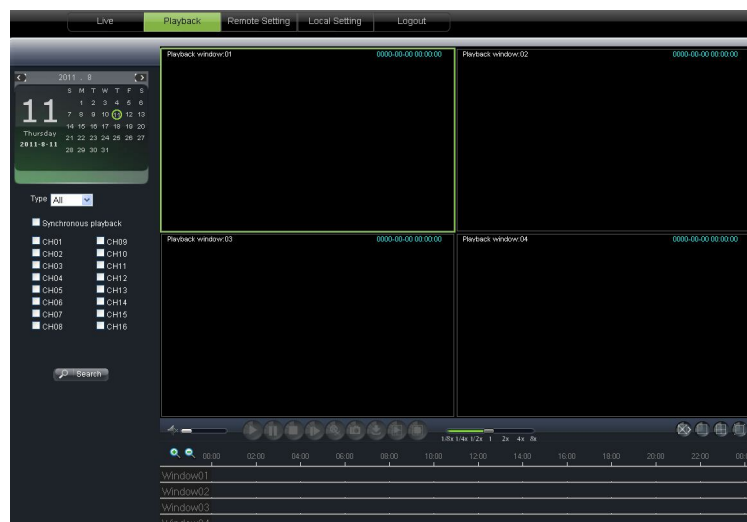 Live Playback Remote Setting Local Setting Logout
Playback window:01 0000-00-00 00:00:00
Playback window:02 0000-00-00 00:00:00
2011 . 8
S M T W T F S
1 2 3 4 5 6
7 8 9 10 11 12 13
14 15 16 17 18 19 20
21 22 23 24 25 26 27
28 29 30 31
11
Thursday
2011-8-11
Type All
Synchronous playback
CH01 CH09
CH02 CH10
CH03 CH11
CH04 CH12
CH05 CH13
CH06 CH14
CH07 CH15
CH08 CH16
Search
Playback window:03 0000-00-00 00:00:00
Playback window:04 0000-00-00 00:00:00
1/8x 1/4x 1/2x 1 2x 4x 8x
00:00 02:00 04:00 06:00 08:00 10:00 12:00 14:00 16:00 18:00 20:00 22:00
Window01
Window02
Window03